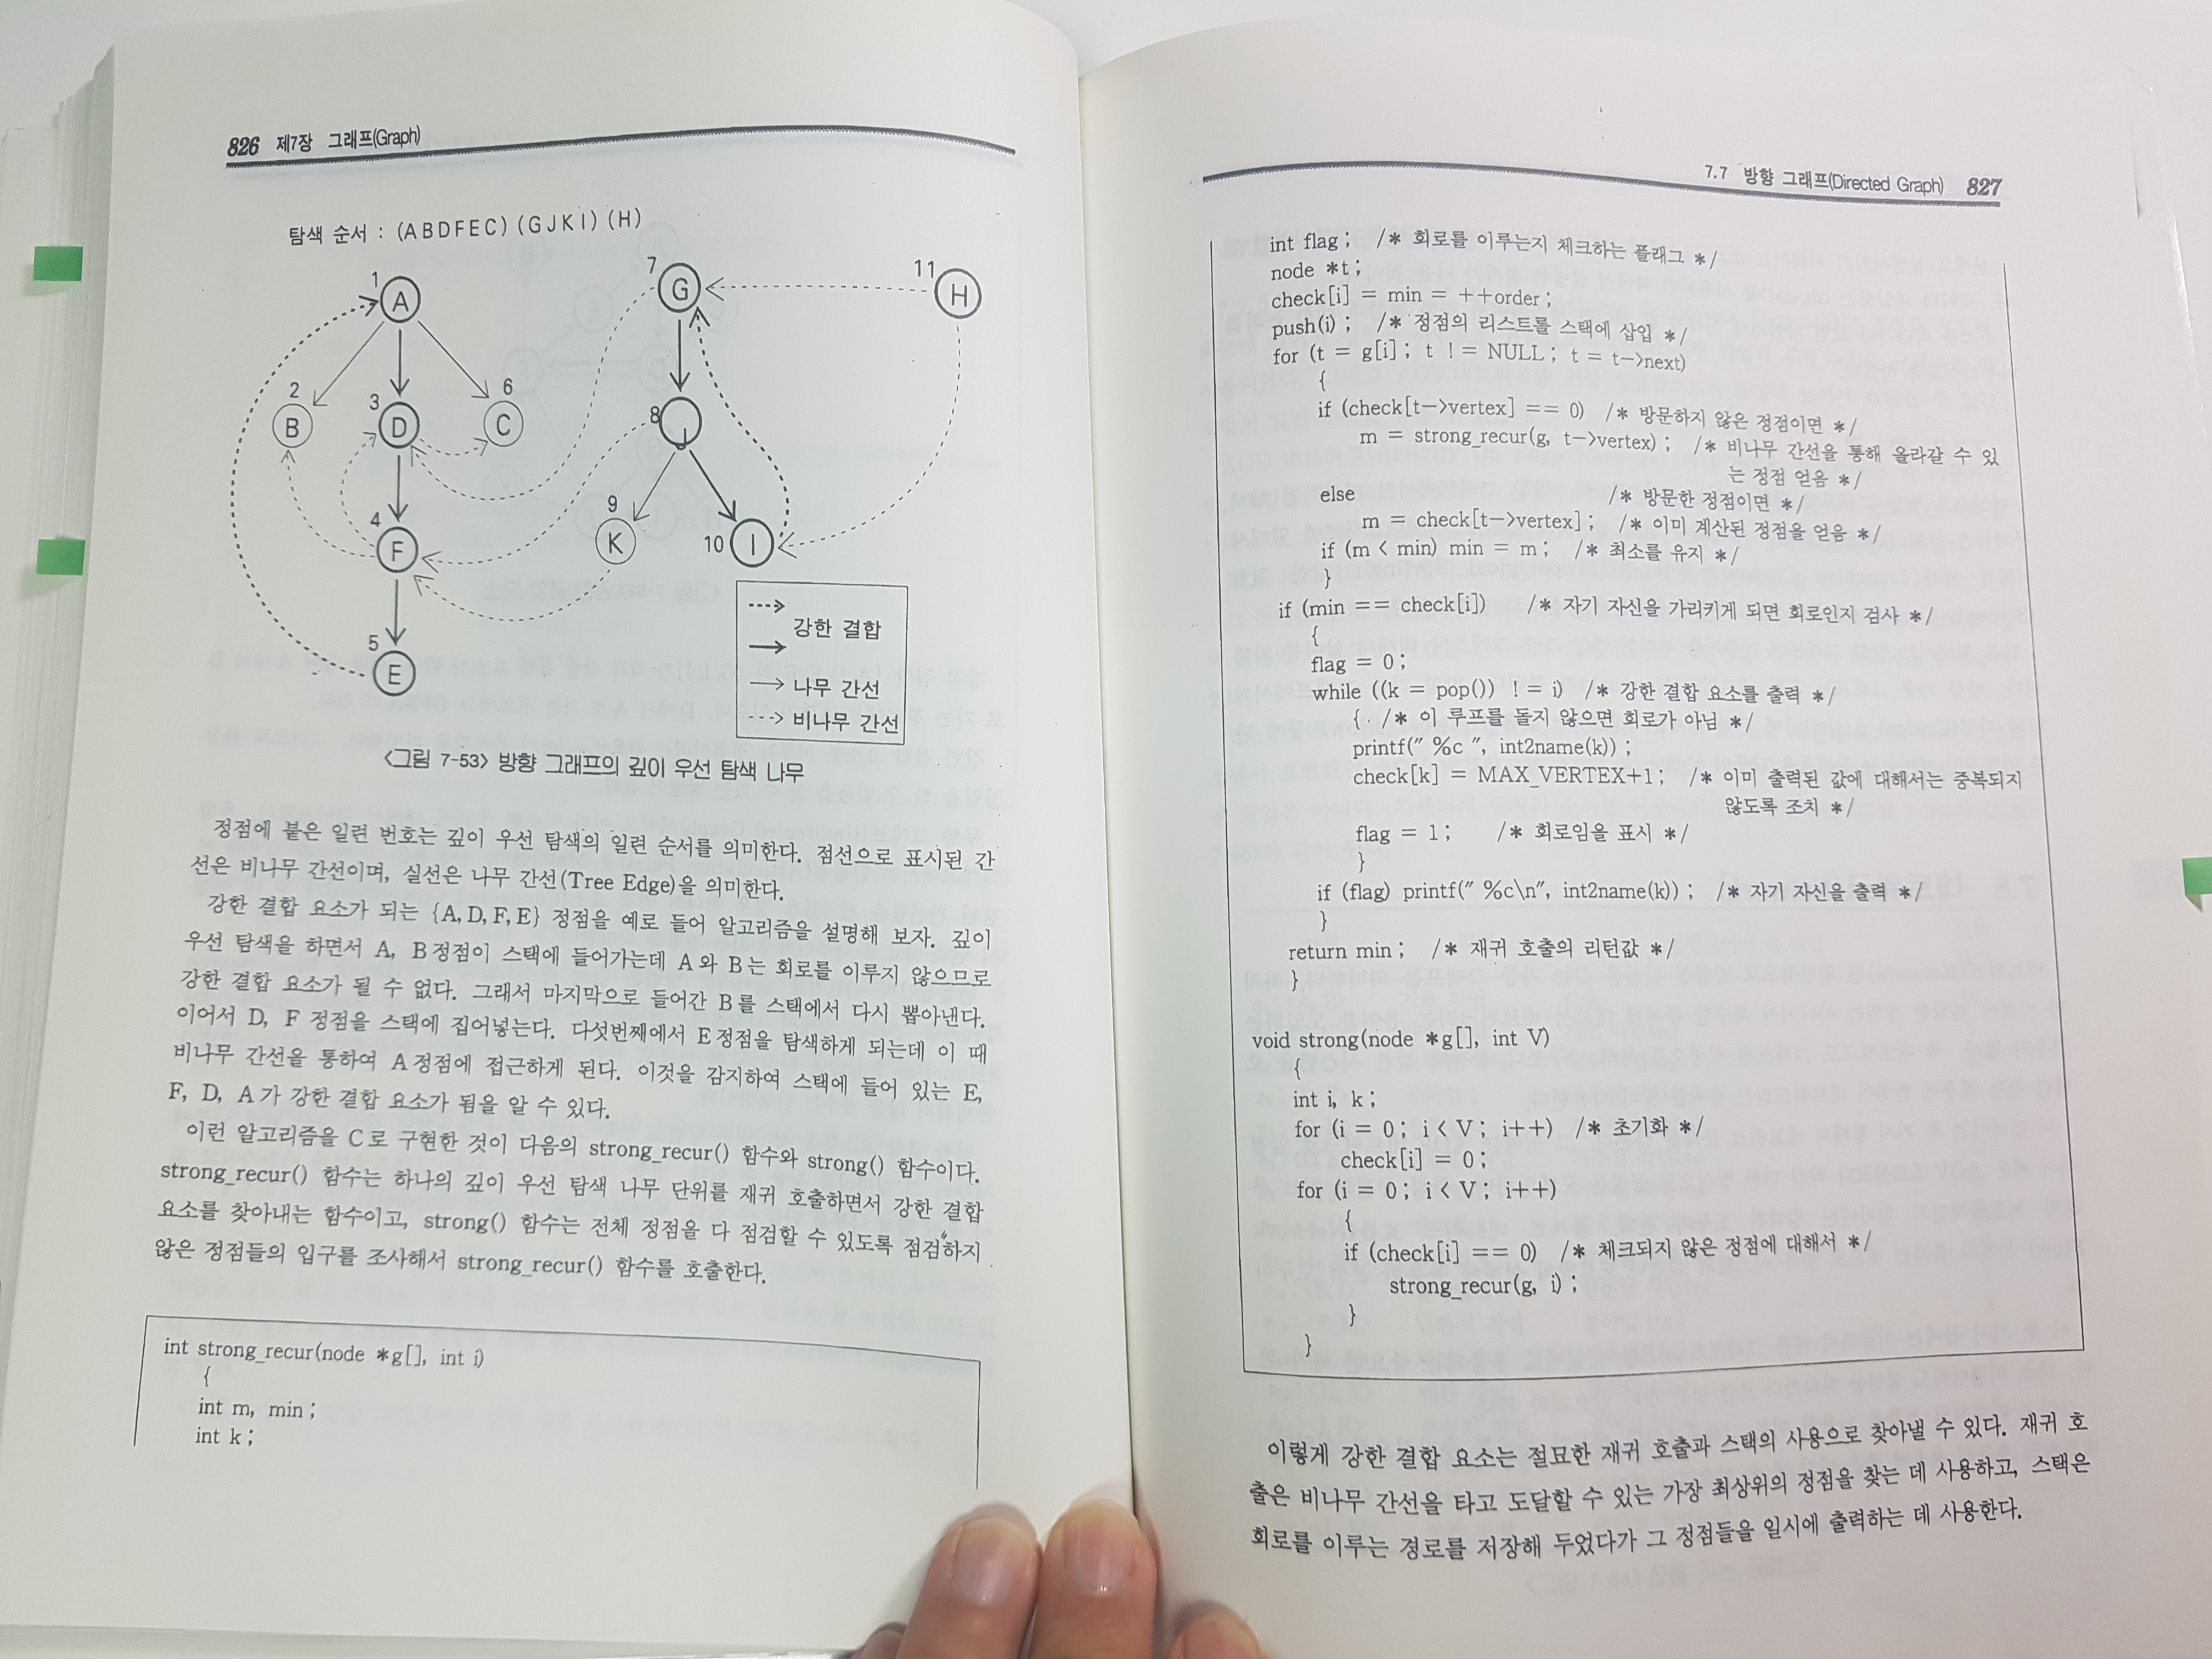 826 제7장 그래프(Graph)
탐색 순서 : (A B D F E C) (G J K I) (H)
1
A
7
G
11
H
2
B
3
D
6
C
8
J
4
F
9
K
10
I
5
E
강한 결합
나무 간선
비나무 간선
<그림 7-53> 방향 그래프의 깊이 우선 탐색 나무
정점에 붙은 일련 번호는 깊이 우선 탐색의 일련 순서를 의미한다. 점선으로 표시된 간
선은 비나무 간선이며, 실선은 나무 간선(Tree Edge)을 의미한다.
강한 결합 요소가 되는 {A, D, F, E} 정점을 예로 들어 알고리즘을 설명해 보자. 깊이
우선 탐색을 하면서 A, B정점이 스택에 들어가는데 A와 B는 회로를 이루지 않으므로
강한 결합 요소가 될 수 없다. 그래서 마지막으로 들어간 B를 스택에서 다시 뽑아낸다.
이어서 D, F 정점을 스택에 집어넣는다. 다섯번째에서 E정점을 탐색하게 되는데 이 때
비나무 간선을 통하여 A정점에 접근하게 된다. 이것을 감지하여 스택에 들어 있는 E,
F, D, A가 강한 결합 요소가 됨을 알 수 있다.
이런 알고리즘을 C로 구현한 것이 다음의 strong_recur() 함수와 strong() 함수이다.
strong_recur() 함수는 하나의 깊이 우선 탐색 나무 단위를 재귀 호출하면서 강한 결합
요소를 찾아내는 함수이고, strong() 함수는 전체 정점을 다 점검할 수 있도록 점검하지
않은 정점들의 입구를 조사해서 strong_recur() 함수를 호출한다.
int strong_recur(node *g[], int i)
{
int m, min ;
int k ;
7.7 방향 그래프(Directed Graph) 827
int flag ; /* 회로를 이루는지 체크하는 플래그 */
node *t ;
check[i] = min = ++order ;
push(i) ; /* 정점의 리스트를 스택에 삽입 */
for (t = g[i] ; t != NULL ; t = t->next)
{
if (check[t->vertex] == 0) /* 방문하지 않은 정점이면 */
m = strong_recur(g, t->vertex) ; /* 비나무 간선을 통해 올라갈 수 있
는 정점 얻음 */
else /* 방문한 정점이면 */
m = check[t->vertex] ; /* 이미 계산된 정점을 얻음 */
if (m < min) min = m ; /* 최소를 유지 */
}
if (min == check[i]) /* 자기 자신을 가리키게 되면 회로인지 검사 */
{
flag = 0 ;
while ((k = pop()) != i) /* 강한 결합 요소를 출력 */
{ /* 이 루프를 돌지 않으면 회로가 아님 */
printf(" %c ", int2name(k)) ;
check[k] = MAX_VERTEX+1 ; /* 이미 출력된 값에 대해서는 중복되지
않도록 조치 */
flag = 1 ; /* 회로임을 표시 */
}
if (flag) printf(" %c\n", int2name(k)) ; /* 자기 자신을 출력 */
}
return min ; /* 재귀 호출의 리턴값 */
}
void strong(node *g[], int V)
{
int i, k ;
for (i = 0 ; i < V ; i++) /* 초기화 */
check[i] = 0 ;
for (i = 0 ; i < V ; i++)
{
if (check[i] == 0) /* 체크되지 않은 정점에 대해서 */
strong_recur(g, i) ;
}
}
이렇게 강한 결합 요소는 절묘한 재귀 호출과 스택의 사용으로 찾아낼 수 있다. 재귀 호
출은 비나무 간선을 타고 도달할 수 있는 가장 최상위의 정점을 찾는 데 사용하고, 스택은
회로를 이루는 경로를 저장해 두었다가 그 정점들을 일시에 출력하는 데 사용한다.